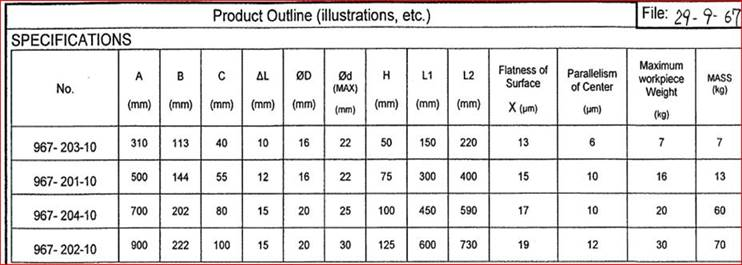 Product Outline (illustrations, etc.) File: 29-9-67
SPECIFICATIONS
No. A (mm) B (mm) C (mm) ΔL (mm) ØD (mm) Ød (MAX) (mm) H (mm) L1 (mm) L2 (mm) Flatness of Surface X (μm) Parallelism of Center (μm) Maximum workpiece Weight (kg) MASS (kg)
967- 203-10 310 113 40 10 16 22 50 150 220 13 6 7 7
967- 201-10 500 144 55 12 16 22 75 300 400 15 10 16 13
967- 204-10 700 202 80 15 20 25 100 450 590 17 10 20 60
967- 202-10 900 222 100 15 20 30 125 600 730 19 12 30 70